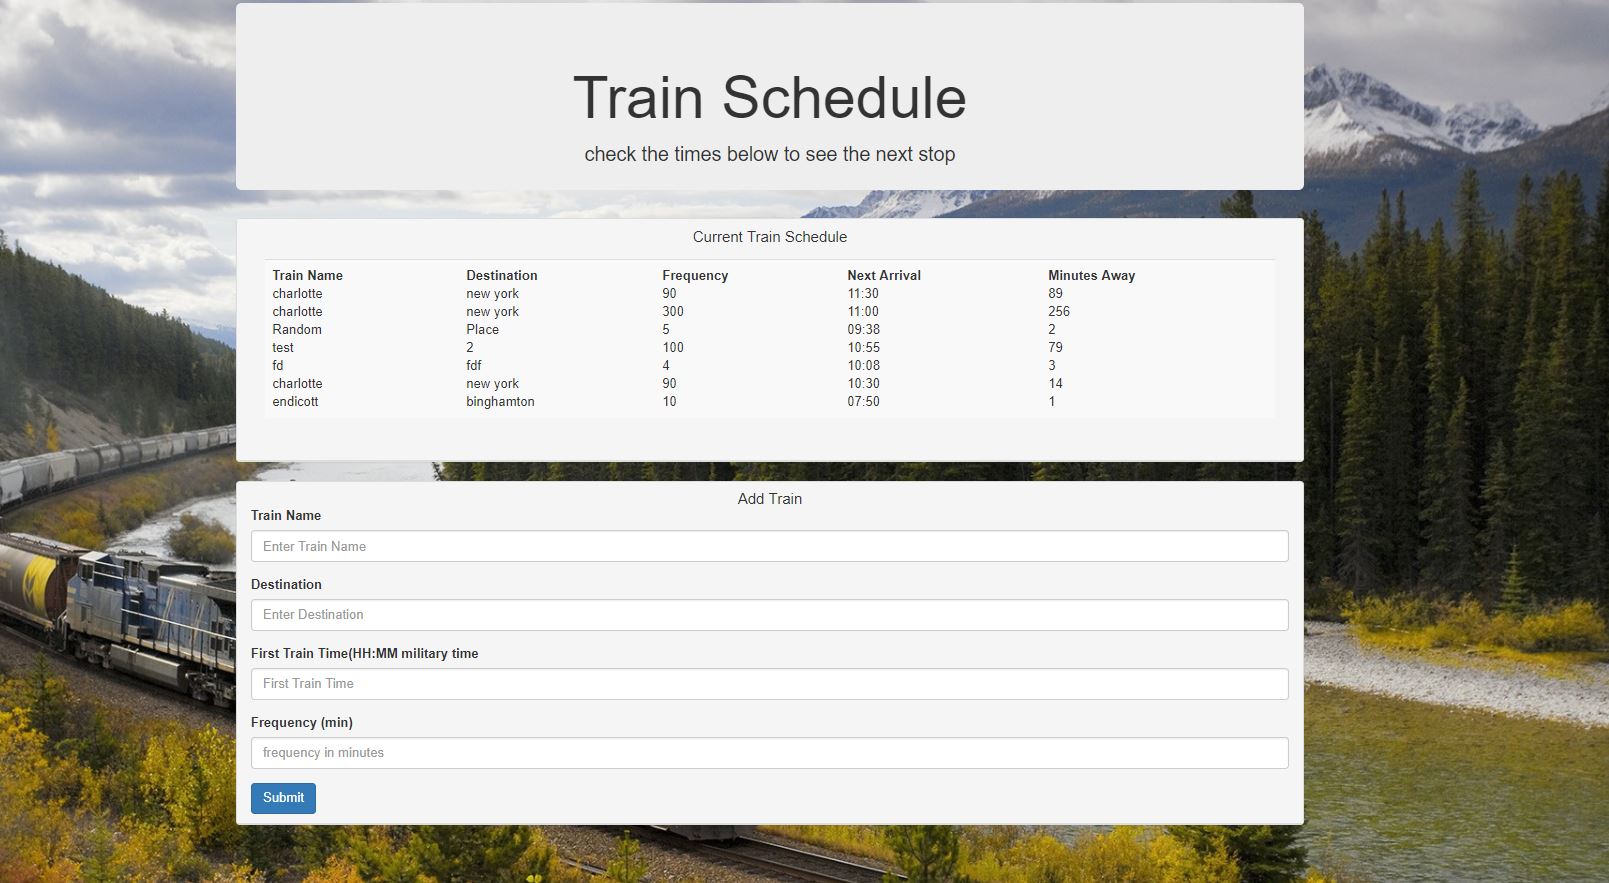 Train Schedule
check the times below to see the next stop
Current Train Schedule
Train Name Destination Frequency Next Arrival Minutes Away
charlotte new york 90 11:30 89
charlotte new york 300 11:00 256
Random Place 5 09:38 2
test 2 100 10:55 79
fd fdf 4 10:08 3
charlotte new york 90 10:30 14
endicott binghamton 10 07:50 1
Add Train
Train Name
Enter Train Name
Destination
Enter Destination
First Train Time(HH:MM military time
First Train Time
Frequency (min)
frequency in minutes
Submit